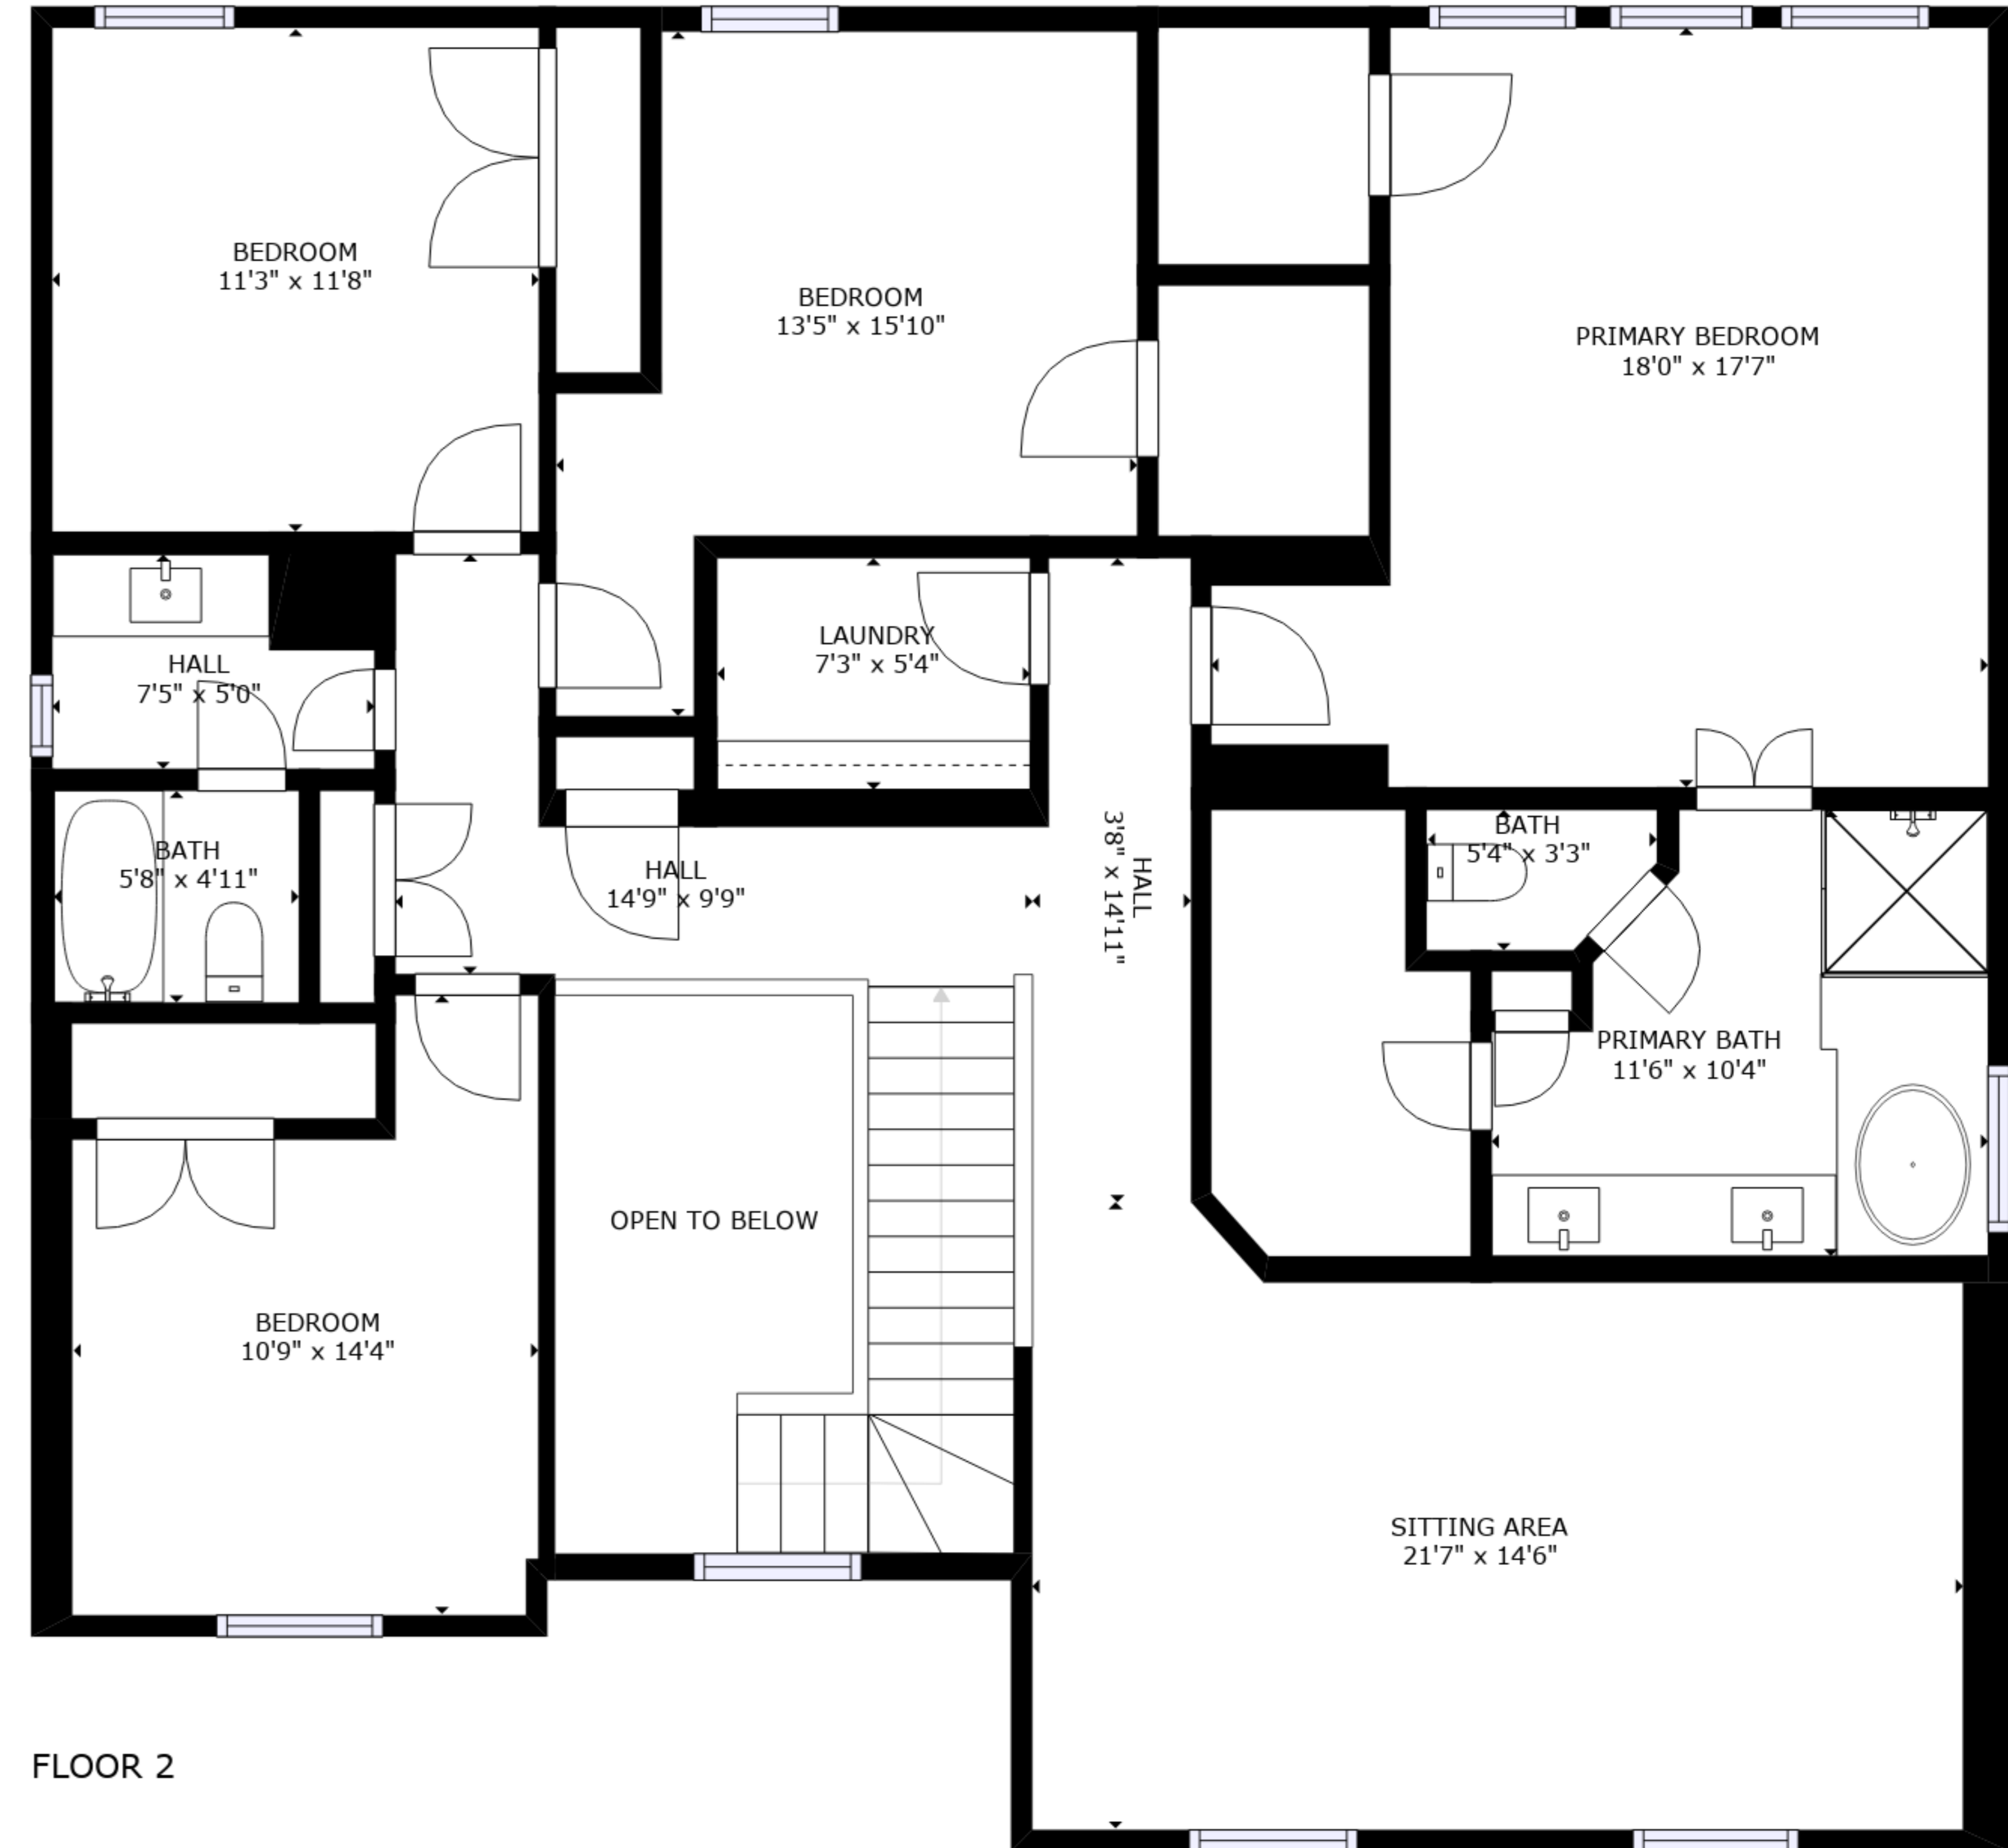 BEDROOM
11'3" x 11'8"
BEDROOM
13'5" x 15'10"
PRIMARY BEDROOM
18'0" x 17'7"
HALL
7'5" x 5'0"
LAUNDRY
7'3" x 5'4"
BATH
5'8" x 4'11"
HALL
14'9" x 9'9"
HALL
3'8" x 14'11"
BATH
5'4" x 3'3"
PRIMARY BATH
11'6" x 10'4"
OPEN TO BELOW
BEDROOM
10'9" x 14'4"
SITTING AREA
21'7" x 14'6"
FLOOR 2